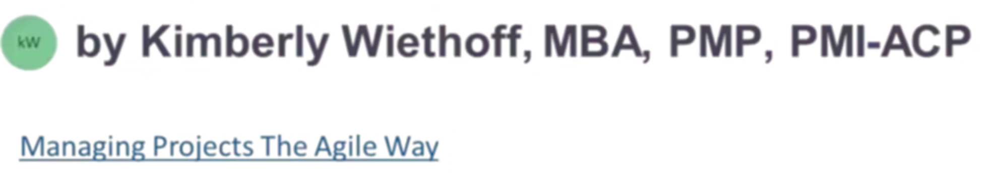 kW by Kimberly Wiethoff, MBA, PMP, PMI-ACP
Managing Projects The Agile Way